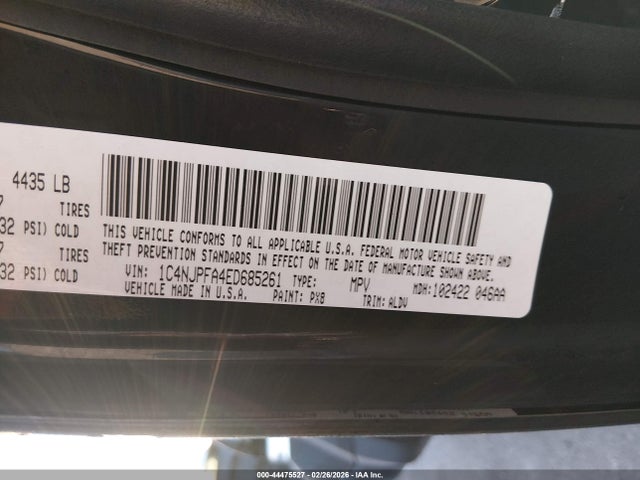 4435 LB
7
TIRES
32 PSI) COLD
7
TIRES
32 PSI) COLD
THIS VEHICLE CONFORMS TO ALL APPLICABLE U.S.A. FEDERAL MOTOR VEHICLE SAFETY AND
THEFT PREVENTION STANDARDS IN EFFECT ON THE DATE OF MANUFACTURE SHOWN ABOVE.
VIN: 1C4NJPFA4ED685261 TYPE: MPV MDH:102422 046AA
VEHICLE MADE IN U.S.A. PAINT: PX8 TRIM: ALDV
000-44475527 - 02/26/2026 - IAA Inc.